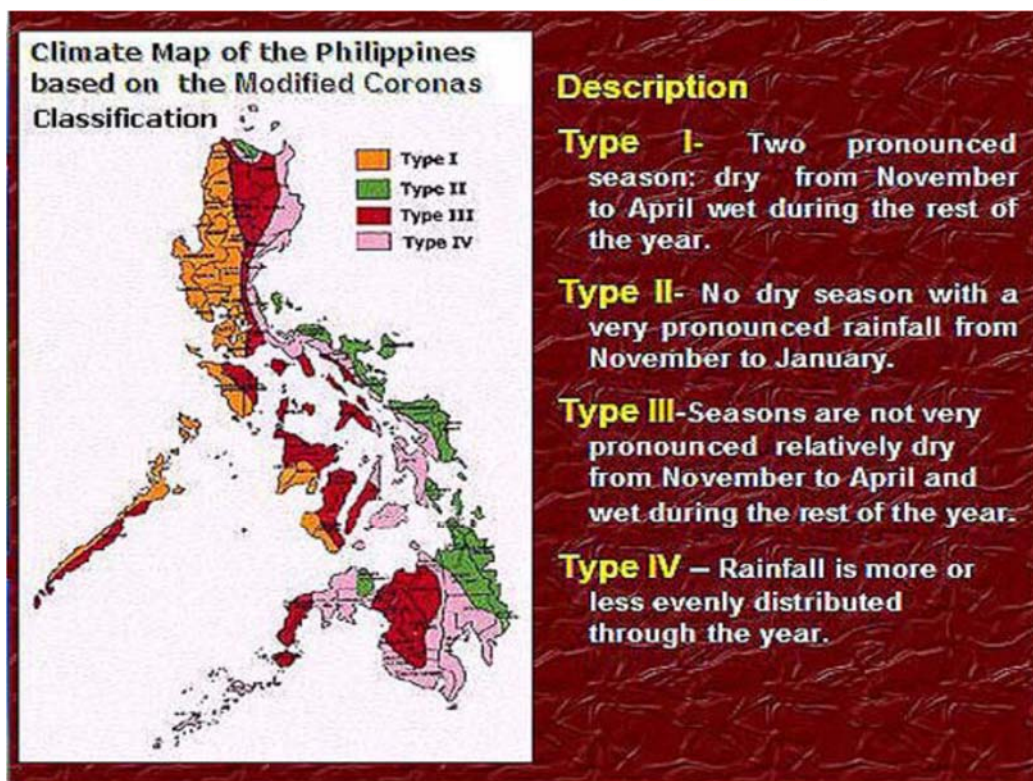 Climate Map of the Philippines
based on the Modified Coronas
Classification
Type I
Type II
Type III
Type IV
Description
Type I- Two pronounced
season: dry from November
to April wet during the rest of
the year.
Type II- No dry season with a
very pronounced rainfall from
November to January.
Type III-Seasons are not very
pronounced relatively dry
from November to April and
wet during the rest of the year.
Type IV – Rainfall is more or
less evenly distributed
through the year.